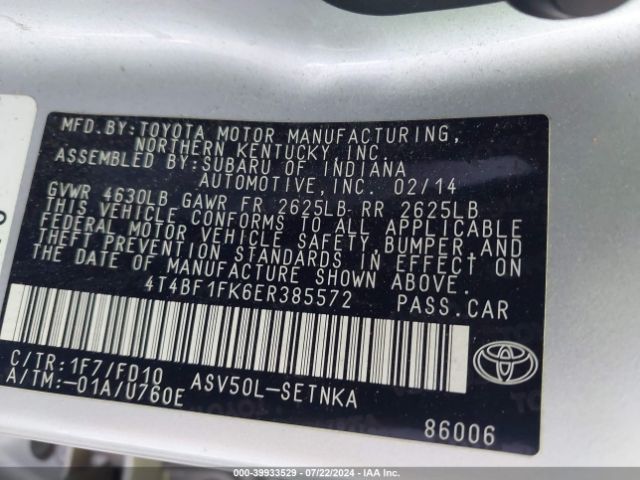 MFD.BY:TOYOTA MOTOR MANUFACTURING,
NORTHERN KENTUCKY,INC.
ASSEMBLED BY:SUBARU OF INDIANA
AUTOMOTIVE,INC. 02/14
GVWR 4630LB GAWR FR 2625LB RR 2625LB
THIS VEHICLE CONFORMS TO ALL APPLICABLE
FEDERAL MOTOR VEHICLE SAFETY,BUMPER,AND
THEFT PREVENTION STANDARDS IN EFFECT ON
THE DATE OF MANUFACTURE SHOWN ABOVE.
4T4BF1FK6ER385572 PASS.CAR
C/TR:1F7/FD10 ASV50L-SETNKA
A/TM:-01A/U760E
TOYOTA
86006
000-39933529 - 07/22/2024 - IAA Inc.